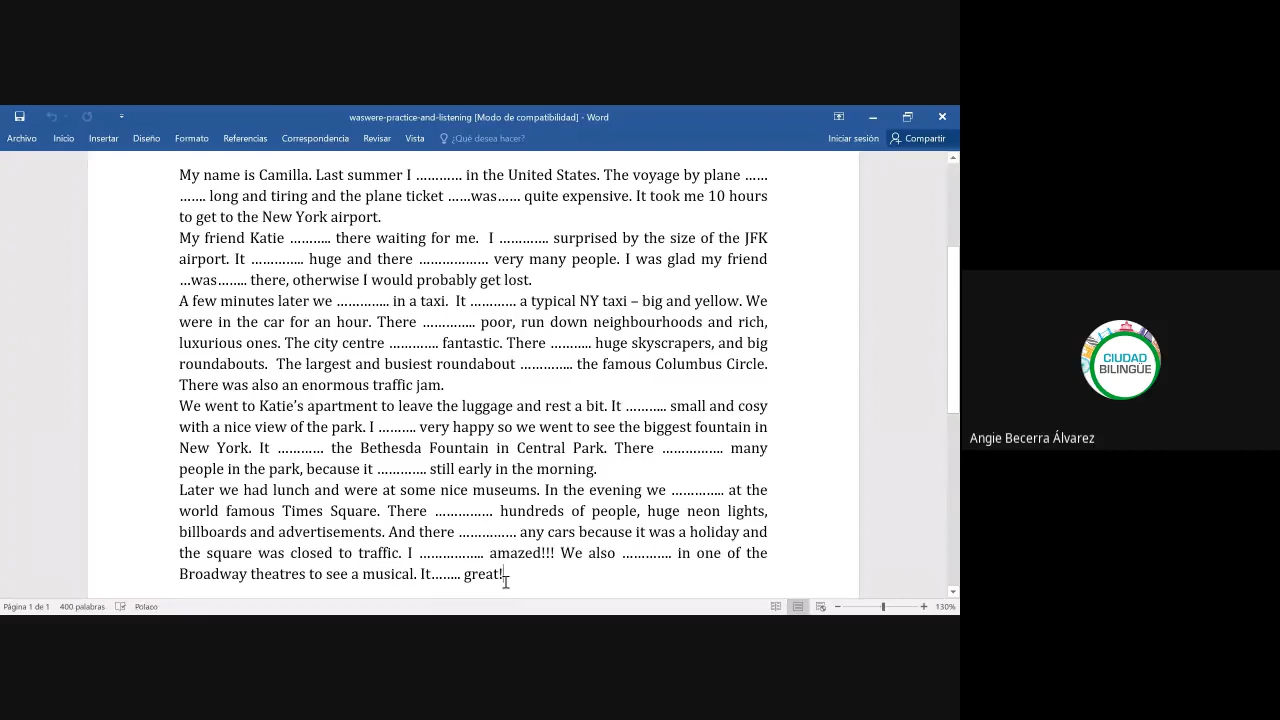 waswere-practice-and-listening [Modo de compatibilidad] - Word
Archivo Inicio Insertar Diseño Formato Referencias Correspondencia Revisar Vista ¿Qué desea hacer? Iniciar sesión Compartir
My name is Camilla. Last summer I ………… in the United States. The voyage by plane ……
……. long and tiring and the plane ticket ……was…… quite expensive. It took me 10 hours
to get to the New York airport.
My friend Katie ……….. there waiting for me. I …………. surprised by the size of the JFK
airport. It ………….. huge and there ……………… very many people. I was glad my friend
…was…….. there, otherwise I would probably get lost.
A few minutes later we ………….. in a taxi. It ………… a typical NY taxi – big and yellow. We
were in the car for an hour. There ………….. poor, run down neighbourhoods and rich,
luxurious ones. The city centre …………. fantastic. There ……….. huge skyscrapers, and big
roundabouts. The largest and busiest roundabout ………….. the famous Columbus Circle.
There was also an enormous traffic jam.
We went to Katie’s apartment to leave the luggage and rest a bit. It ……….. small and cosy
with a nice view of the park. I ………. very happy so we went to see the biggest fountain in
New York. It ………… the Bethesda Fountain in Central Park. There ……………. many
people in the park, because it …………. still early in the morning.
Later we had lunch and were at some nice museums. In the evening we ………….. at the
world famous Times Square. There …………… hundreds of people, huge neon lights,
billboards and advertisements. And there …………… any cars because it was a holiday and
the square was closed to traffic. I …………….. amazed!!! We also …………. in one of the
Broadway theatres to see a musical. It…….. great!
Página 1 de 1 400 palabras Polaco 130%
CIUDAD
BILINGÜE
Angie Becerra Álvarez